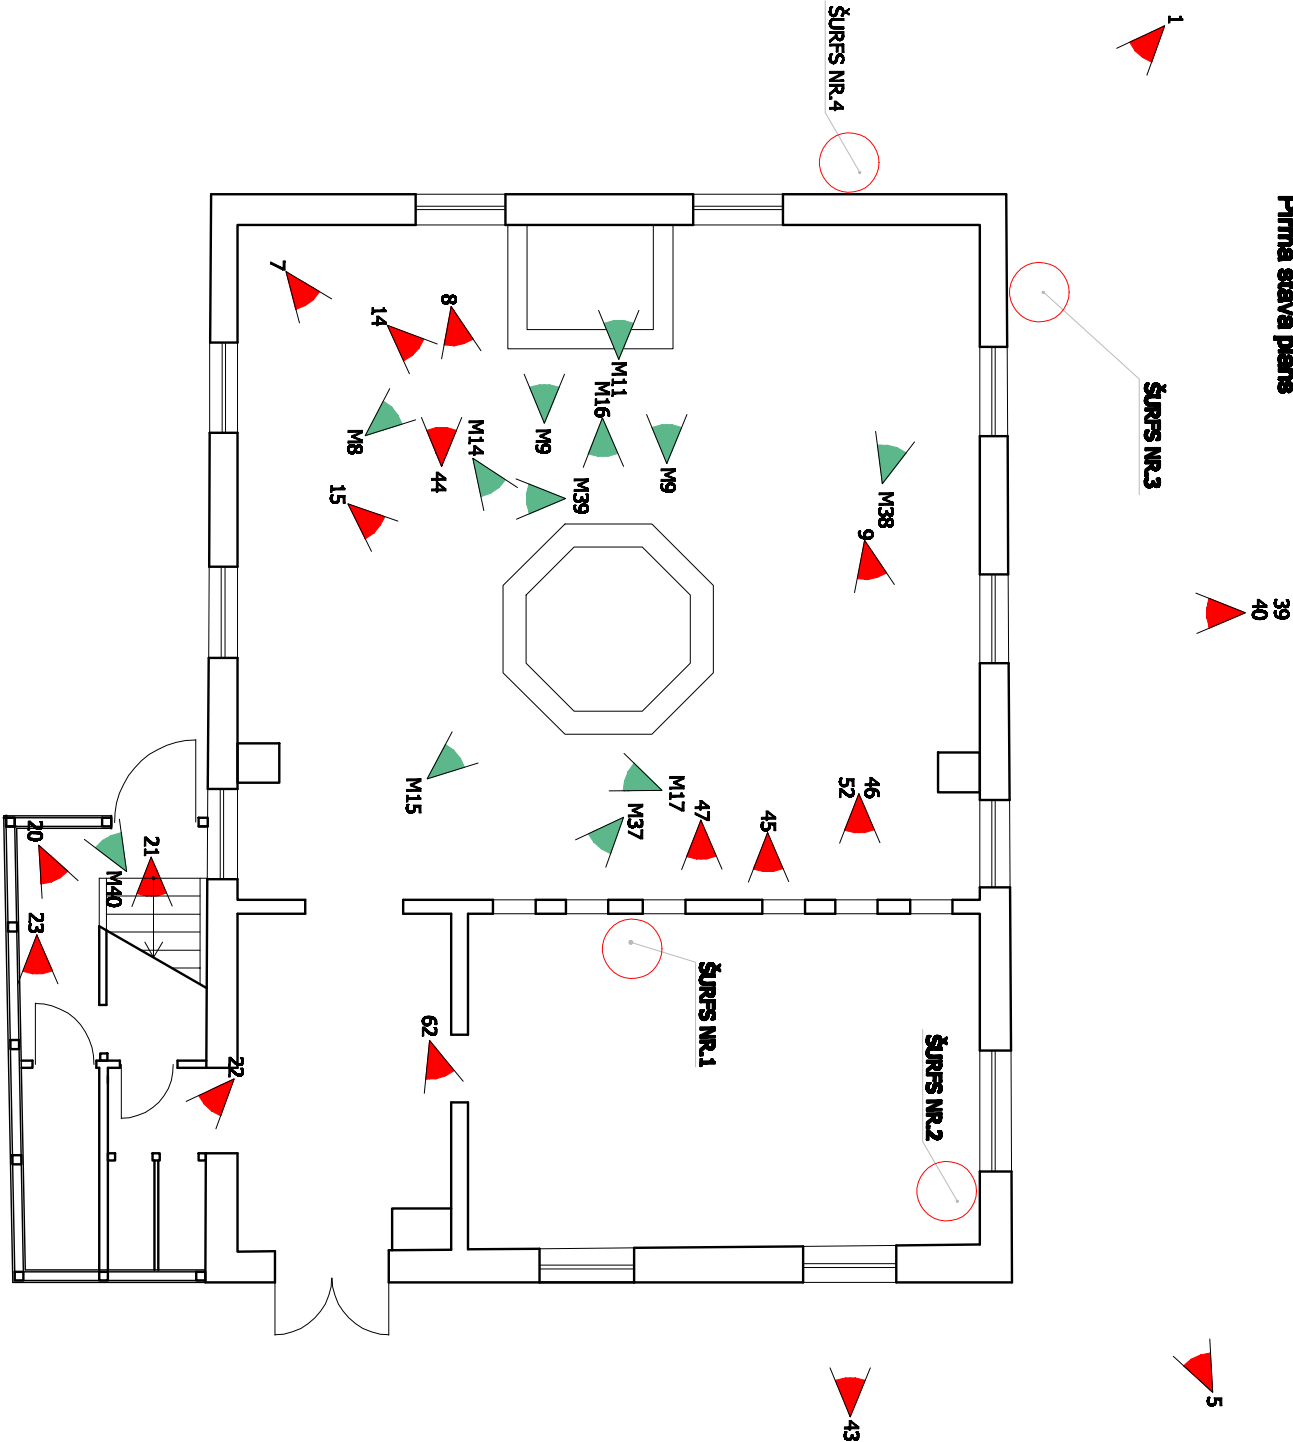 Pirmā stāva plāns
1
ŠURFS NR.4
ŠURFS NR.3
39
40
7
14
8
M11
M16
M9
M9
M8
44
M14
M39
M38
15
9
M15
M17
M37
47
45
46
52
20
21
M40
23
22
62
ŠURFS NR.1
ŠURFS NR.2
5
43